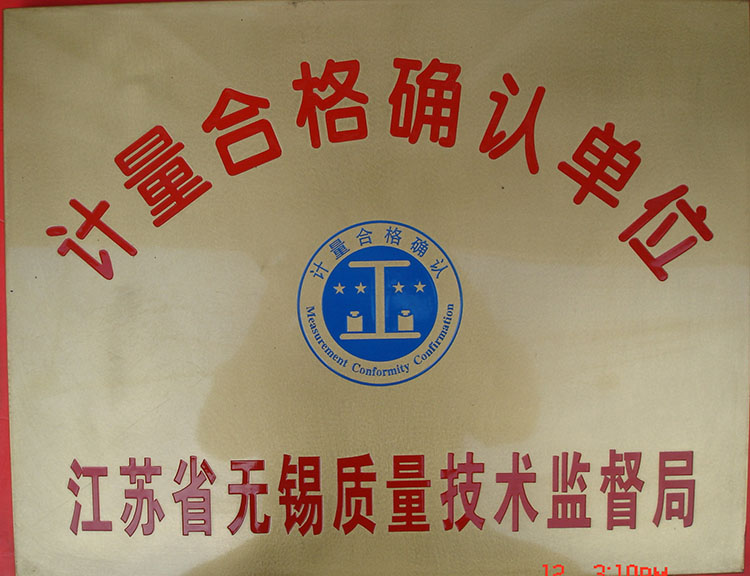 计量合格确认单位
计量合格确认
Measurement Conformity Confirmation
江苏省无锡质量技术监督局